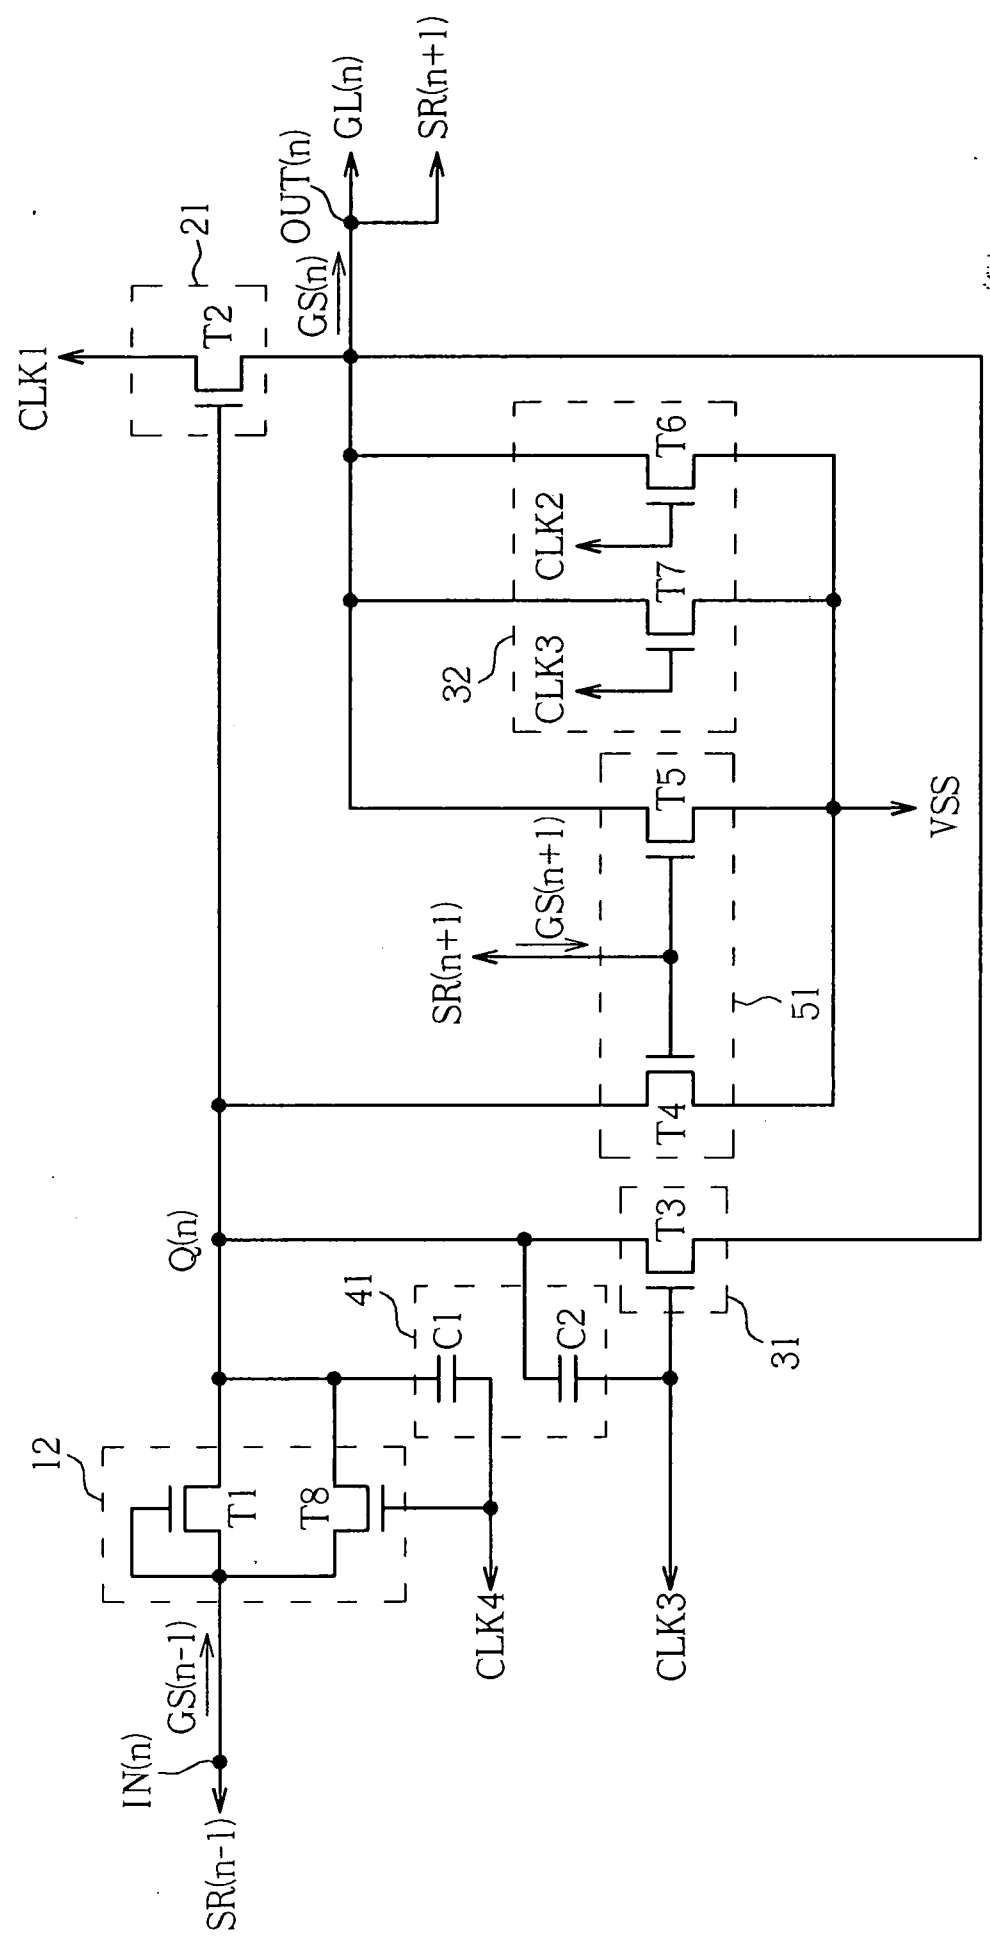 CLK1
21
T2
GS(n)
OUT(n)
GL(n)
SR(n+1)
12
T1
T8
Q(n)
IN(n)
GS(n-1)
SR(n-1)
41
C1
C2
CLK4
CLK3
T3
31
SR(n+1)
GS(n+1)
T4
T5
51
32
CLK3
T7
CLK2
T6
VSS